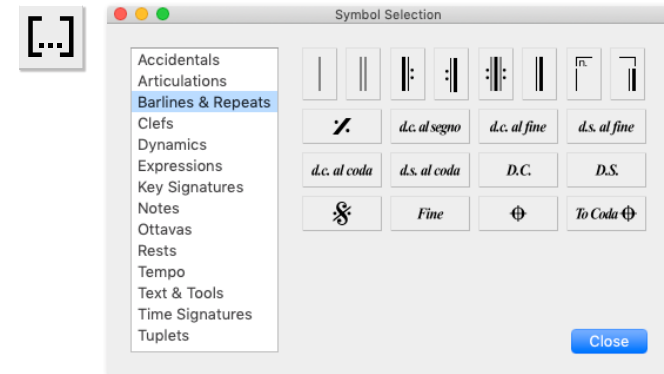 [...]
Symbol Selection
Accidentals
Articulations
Barlines & Repeats
Clefs
Dynamics
Expressions
Key Signatures
Notes
Ottavas
Rests
Tempo
Text & Tools
Time Signatures
Tuplets
n.
d.c. al segno
d.c. al fine
d.s. al fine
d.c. al coda
d.s. al coda
D.C.
D.S.
Fine
To Coda
Close